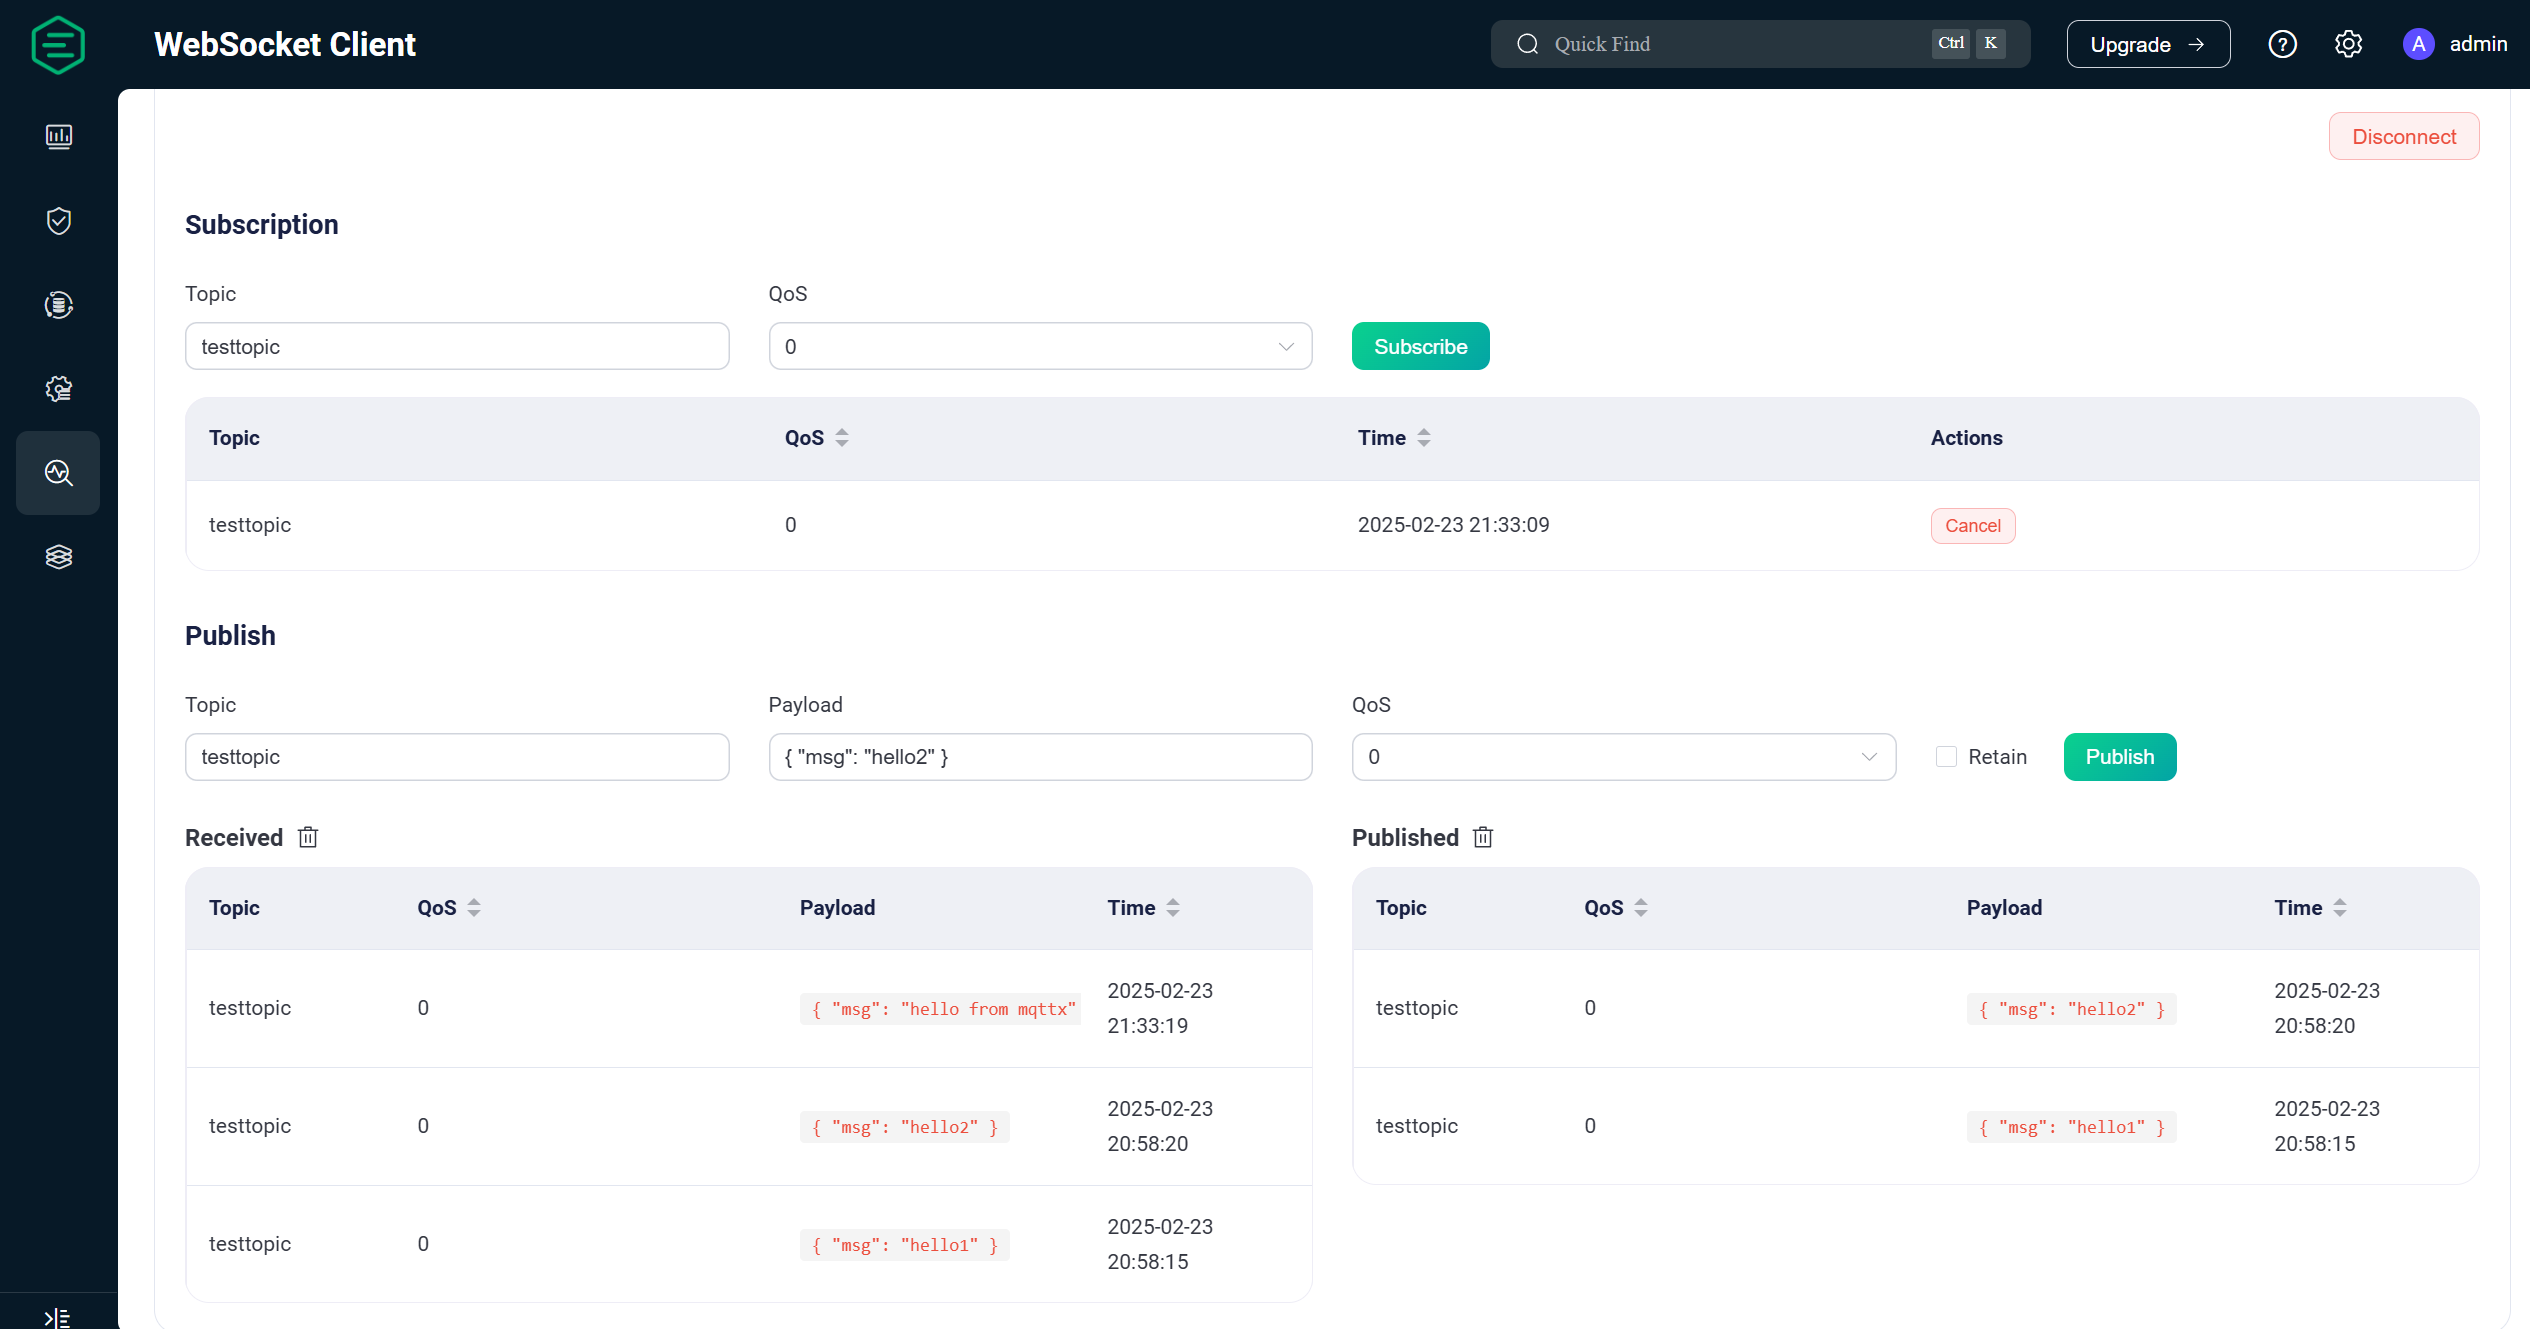 WebSocket Client
Quick Find
Ctrl K
Upgrade →
?
A admin
Disconnect
Subscription
Topic QoS
testtopic 0 Subscribe
Topic QoS Time Actions
testtopic 0 2025-02-23 21:33:09 Cancel
Publish
Topic Payload QoS
testtopic { "msg": "hello2" } 0 Retain Publish
Received
Topic QoS Payload Time
testtopic 0 { "msg": "hello from mqttx" 2025-02-23
21:33:19
testtopic 0 { "msg": "hello2" } 2025-02-23
20:58:20
testtopic 0 { "msg": "hello1" } 2025-02-23
20:58:15
Published
Topic QoS Payload Time
testtopic 0 { "msg": "hello2" } 2025-02-23
20:58:20
testtopic 0 { "msg": "hello1" } 2025-02-23
20:58:15